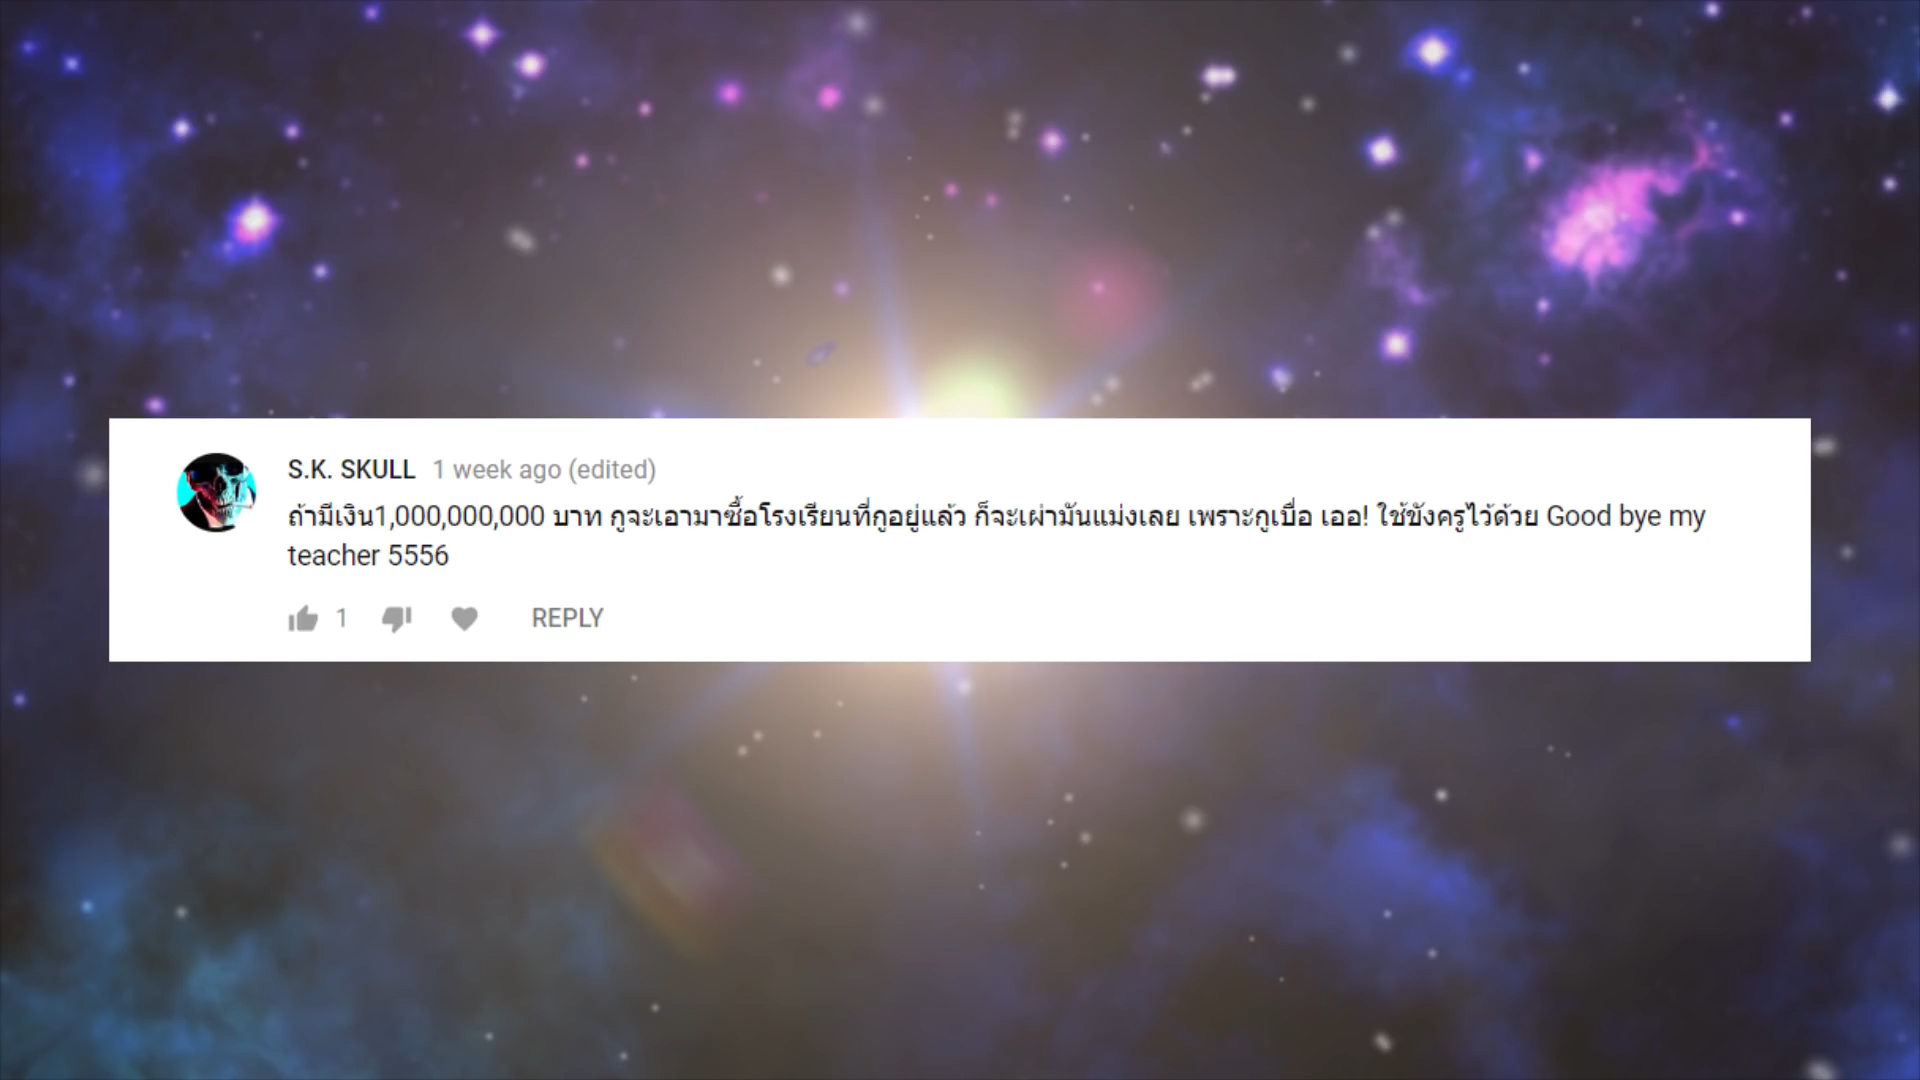 S.K. SKULL 1 week ago (edited)
ถ้ามีเงิน1,000,000,000 บาท กูจะเอามาซื้อโรงเรียนที่กูอยู่แล้ว ก็จะเผ่ามันแม่งเลย เพราะกูเบื่อ เออ! ใช้ขังครูไว้ด้วย Good bye my
teacher 5556
1 REPLY